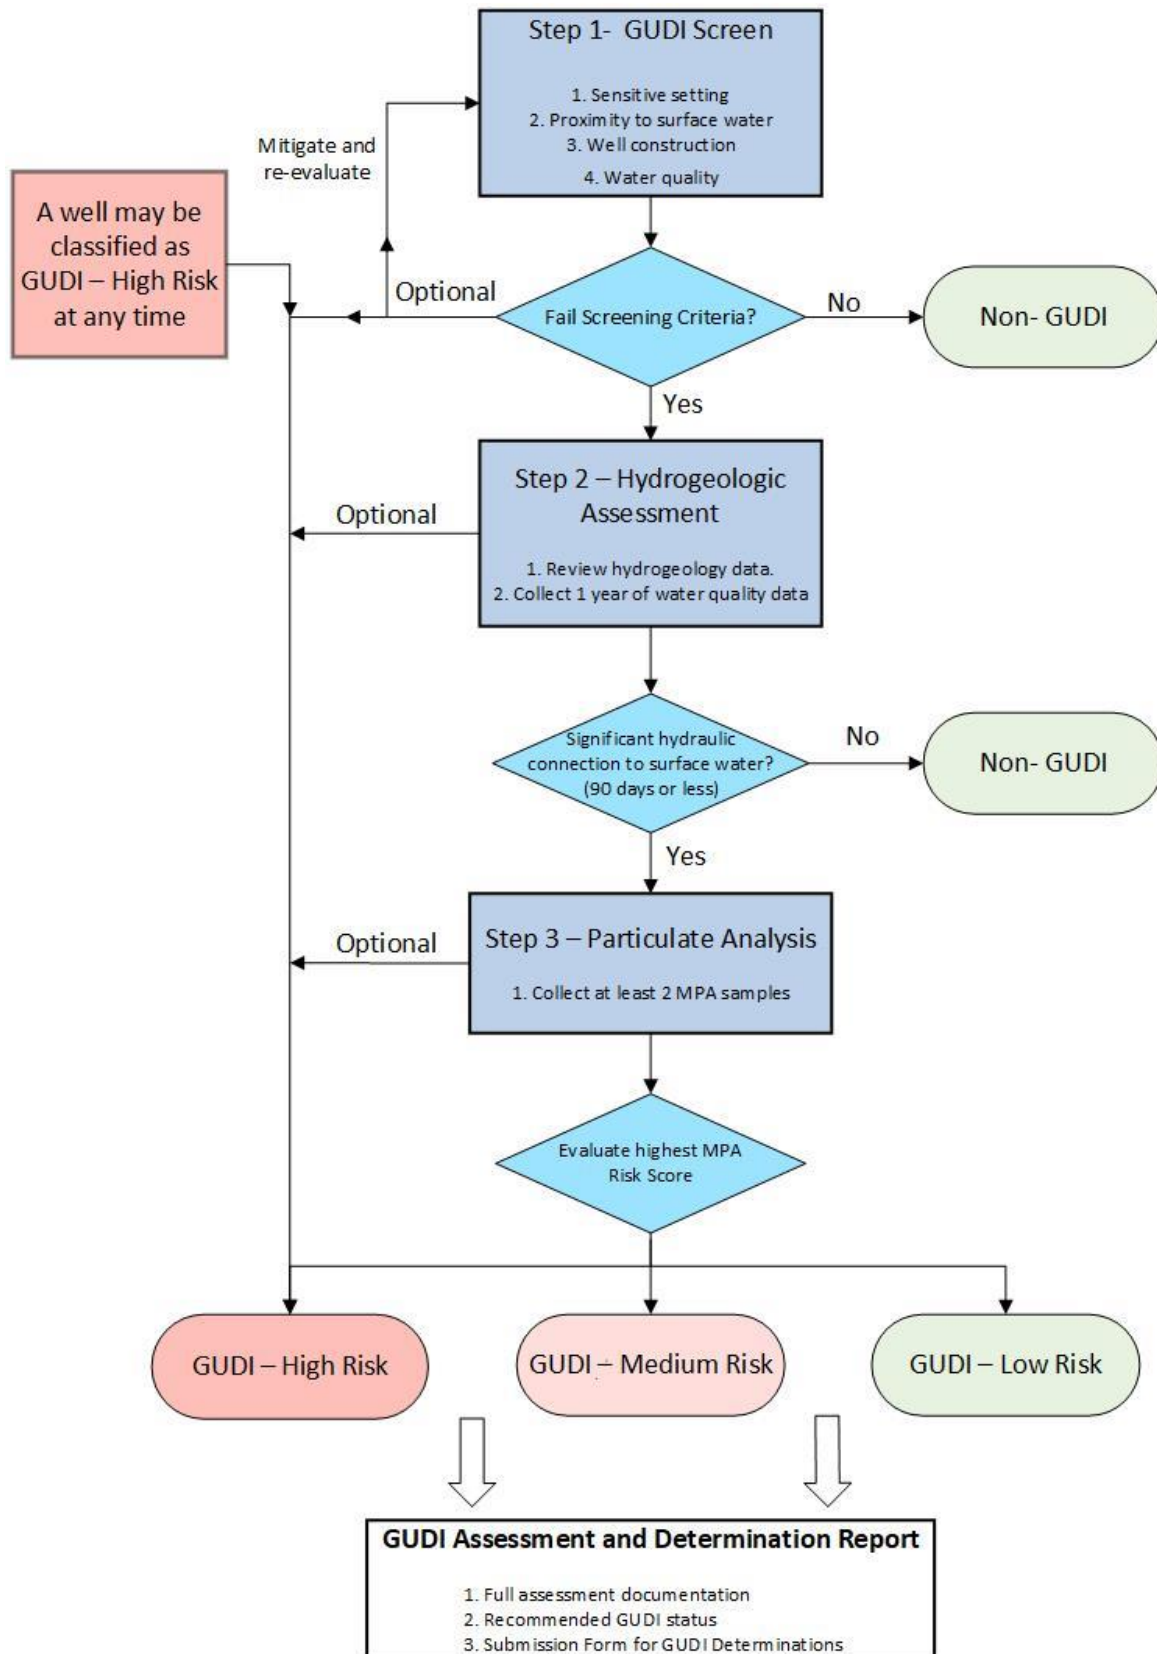 Step 1- GUDI Screen
1. Sensitive setting
2. Proximity to surface water
3. Well construction
4. Water quality
Mitigate and
re-evaluate
A well may be
classified as
GUDI – High Risk
at any time
Optional
Fail Screening Criteria?
No
Non- GUDI
Yes
Step 2 – Hydrogeologic
Assessment
1. Review hydrogeology data.
2. Collect 1 year of water quality data
Optional
Significant hydraulic
connection to surface water?
(90 days or less)
No
Non- GUDI
Yes
Step 3 – Particulate Analysis
1. Collect at least 2 MPA samples
Optional
Evaluate highest MPA
Risk Score
GUDI – High Risk
GUDI – Medium Risk
GUDI – Low Risk
GUDI Assessment and Determination Report
1. Full assessment documentation
2. Recommended GUDI status
3. Submission Form for GUDI Determinations